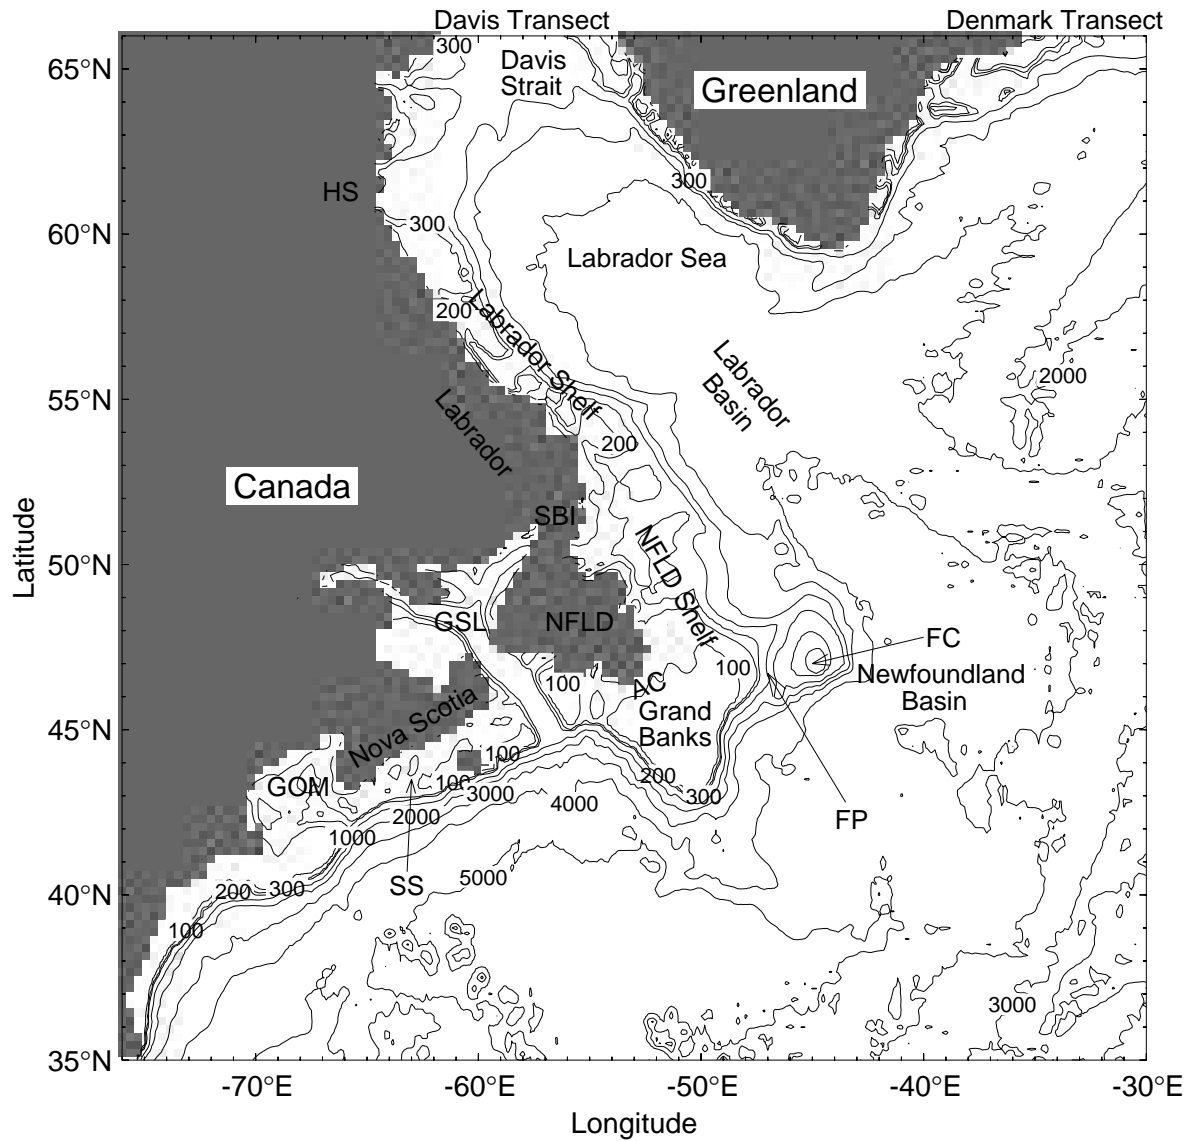 Davis Transect
Denmark Transect
300
65°N
Davis
Strait
Greenland
300
HS
300
60°N
Labrador Sea
200
Labrador Shelf
Labrador
Basin
2000
55°N
Labrador
200
Canada
SBI
Latitude
NFLD Shelf
50°N
GSL
NFLD
FC
100
Newfoundland
Basin
100
AC
Nova Scotia
Grand
Banks
45°N
100
200
GOM
100
3000
300
4000
2000
FP
1000
5000
SS
200
300
40°N
100
3000
35°N
-70°E
-60°E
-50°E
-40°E
-30°E
Longitude